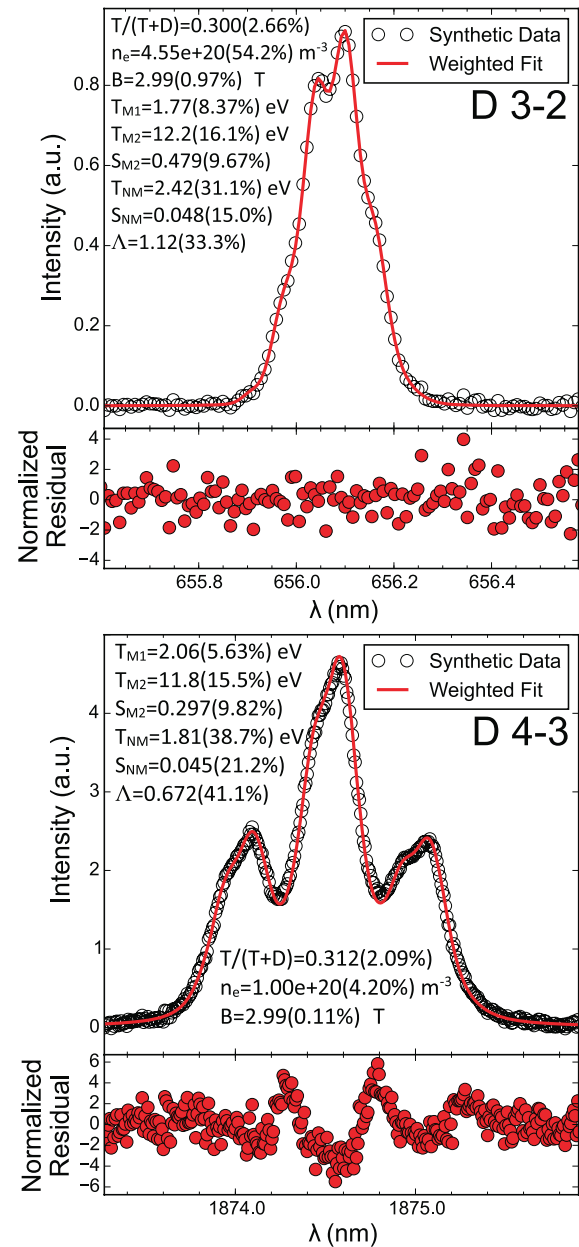 T/(T+D)=0.300(2.66%)
nₑ=4.55e+20(54.2%) m⁻³
B=2.99(0.97%) T
T_M1=1.77(8.37%) eV
T_M2=12.2(16.1%) eV
S_M2=0.479(9.67%)
T_NM=2.42(31.1%) eV
S_NM=0.048(15.0%)
Λ=1.12(33.3%)
Synthetic Data
Weighted Fit
D 3-2
Intensity (a.u.)
0.8
0.6
0.4
0.2
0.0
Normalized
Residual
4
2
0
−2
−4
655.8 656.0 656.2 656.4
λ (nm)
T_M1=2.06(5.63%) eV
T_M2=11.8(15.5%) eV
S_M2=0.297(9.82%)
T_NM=1.81(38.7%) eV
S_NM=0.045(21.2%)
Λ=0.672(41.1%)
Synthetic Data
Weighted Fit
D 4-3
Intensity (a.u.)
4
3
2
1
0
T/(T+D)=0.312(2.09%)
nₑ=1.00e+20(4.20%) m⁻³
B=2.99(0.11%) T
Normalized
Residual
6
4
2
0
−2
−4
−6
1874.0 1875.0
λ (nm)